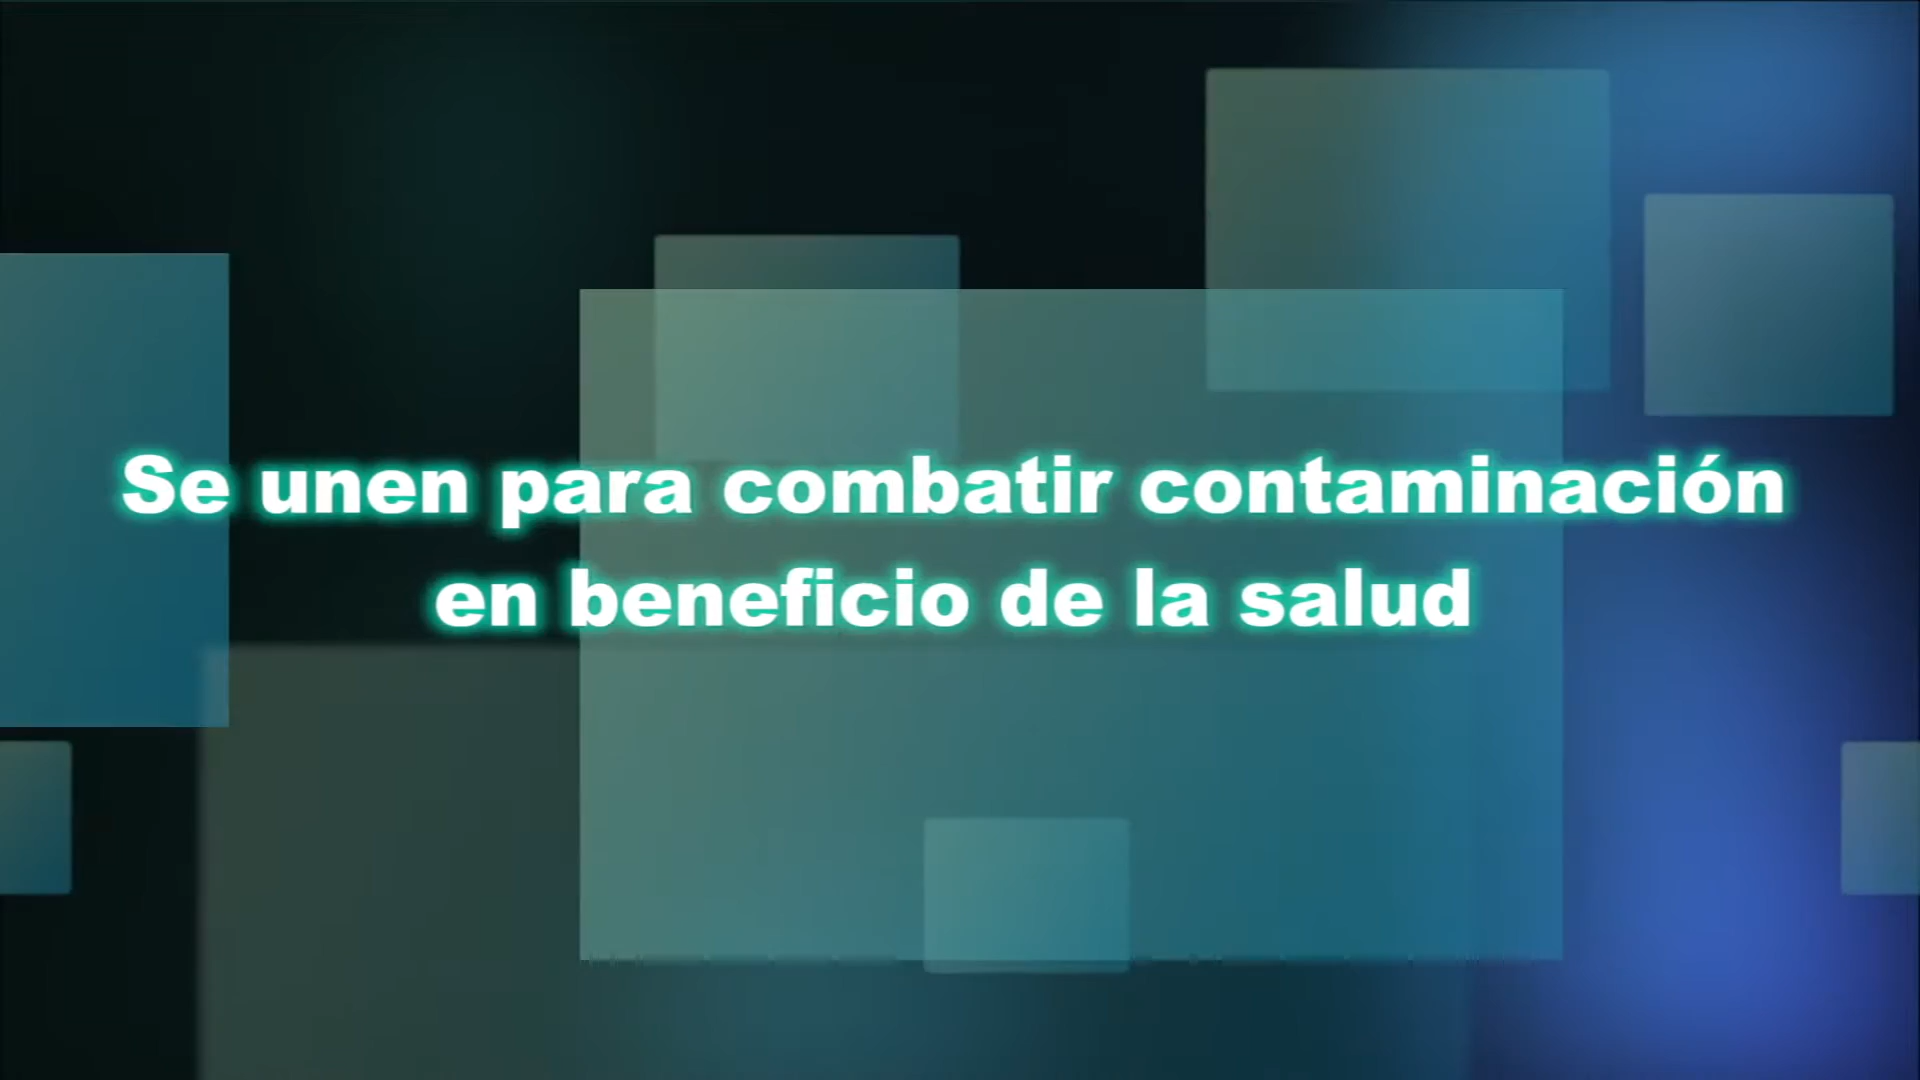 Se unen para combatir contaminación
en beneficio de la salud